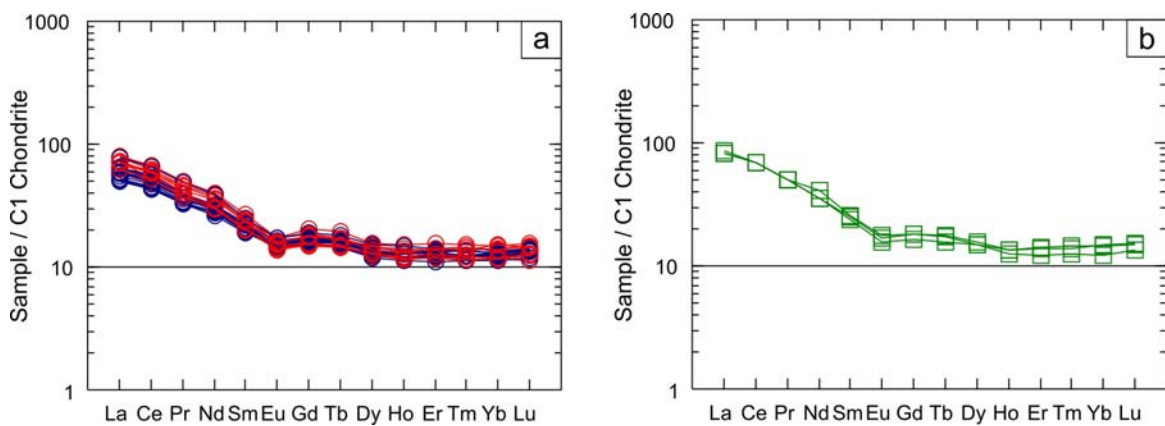 1000
a
100
10
1
Sample / C1 Chondrite
La Ce Pr Nd Sm Eu Gd Tb Dy Ho Er Tm Yb Lu
1000
b
100
10
1
Sample / C1 Chondrite
La Ce Pr Nd Sm Eu Gd Tb Dy Ho Er Tm Yb Lu